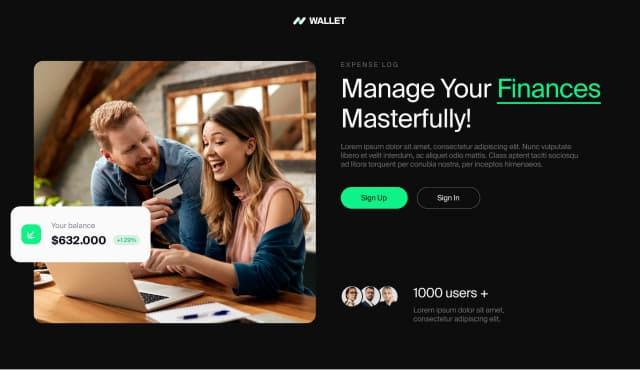 WALLET
EXPENSE LOG
Manage Your Finances
Masterfully!
Lorem ipsum dolor sit amet, consectetur adipiscing elit. Nunc vulputate
libero et velit interdum, ac aliquet odio mattis. Class aptent taciti sociosqu
ad litora torquent per conubia nostra, per inceptos himenaeos.
Sign Up
Sign In
Your balance
$632.000
+1.29%
1000 users +
Lorem ipsum dolor sit amet,
consectetur adipiscing elit.